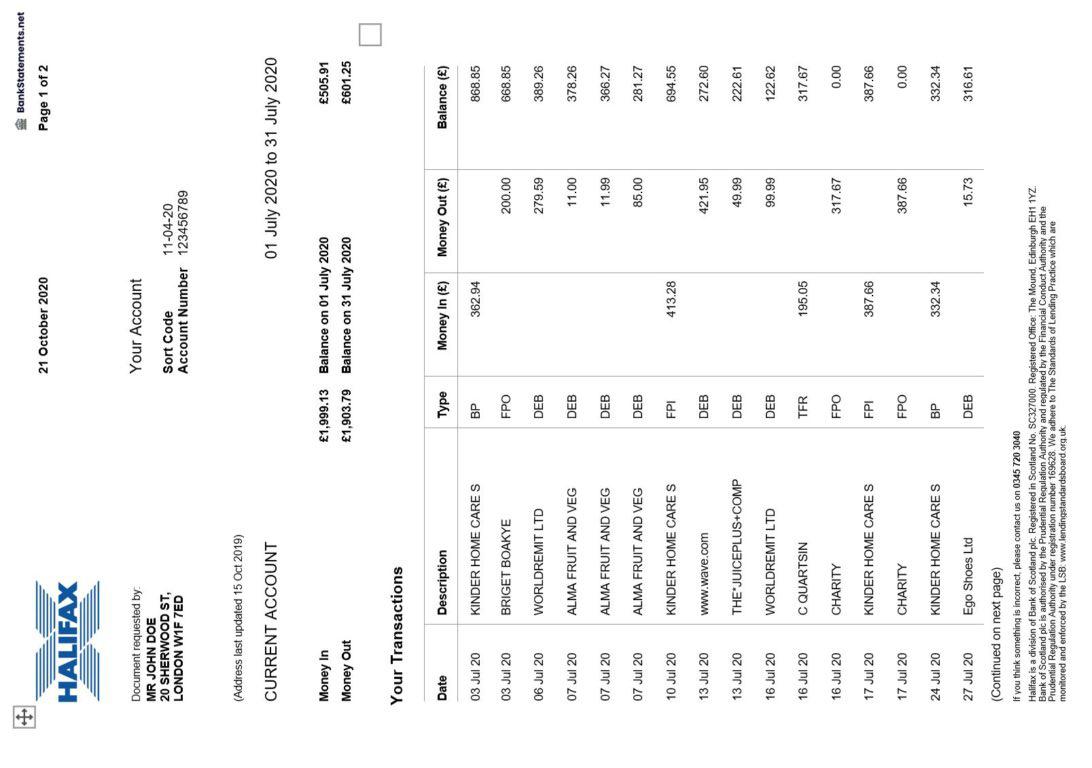 BankStatements.net
HALIFAX
21 October 2020 Page 1 of 2
Document requested by:
MR JOHN DOE
20 SHERWOOD ST,
LONDON W1F 7ED
Your Account
Sort Code 11-04-20
Account Number 123456789
(Address last updated 15 Oct 2019)
CURRENT ACCOUNT 01 July 2020 to 31 July 2020
Money In £1,999.13 Balance on 01 July 2020 £505.91
Money Out £1,903.79 Balance on 31 July 2020 £601.25
Your Transactions
Date Description Type Money In (£) Money Out (£) Balance (£)
03 Jul 20 KINDER HOME CARE S BP 362.94 868.85
03 Jul 20 BRIGET BOAKYE FPO 200.00 668.85
06 Jul 20 WORLDREMIT LTD DEB 279.59 389.26
07 Jul 20 ALMA FRUIT AND VEG DEB 11.00 378.26
07 Jul 20 ALMA FRUIT AND VEG DEB 11.99 366.27
07 Jul 20 ALMA FRUIT AND VEG DEB 85.00 281.27
10 Jul 20 KINDER HOME CARE S FPI 413.28 694.55
13 Jul 20 www.wave.com DEB 421.95 272.60
13 Jul 20 THE*JUICEPLUS+COMP DEB 49.99 222.61
16 Jul 20 WORLDREMIT LTD DEB 99.99 122.62
16 Jul 20 C QUARTSIN TFR 195.05 317.67
16 Jul 20 CHARITY FPO 317.67 0.00
17 Jul 20 KINDER HOME CARE S FPI 387.66 387.66
17 Jul 20 CHARITY FPO 387.66 0.00
24 Jul 20 KINDER HOME CARE S BP 332.34 332.34
27 Jul 20 Ego Shoes Ltd DEB 15.73 316.61
(Continued on next page)
If you think something is incorrect, please contact us on 0345 720 3040
Halifax is a division of Bank of Scotland plc. Registered in Scotland No. SC327000. Registered Office: The Mound, Edinburgh EH1 1YZ.
Bank of Scotland plc is authorised by the Prudential Regulation Authority and regulated by the Financial Conduct Authority and the
Prudential Regulation Authority under registration number 169628. We adhere to The Standards of Lending Practice which are
monitored and enforced by the LSB: www.lendingstandardsboard.org.uk.